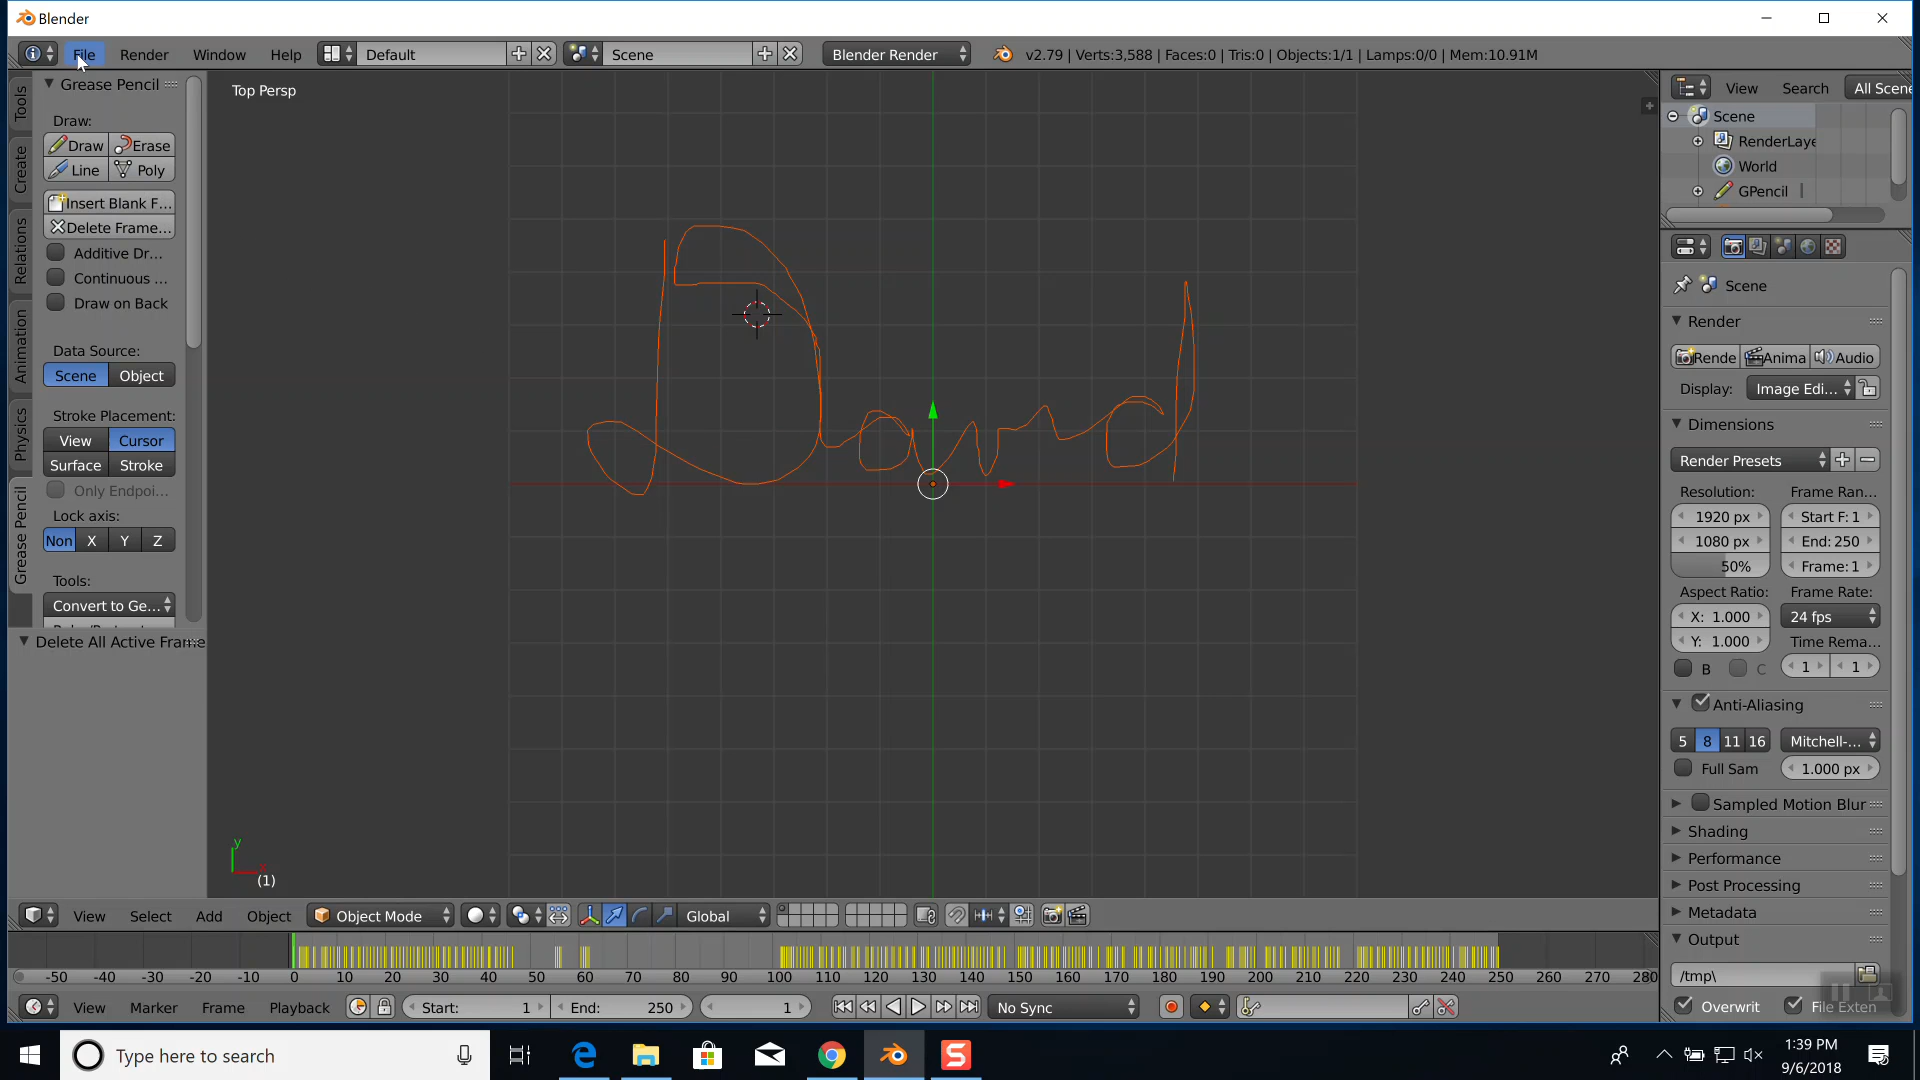 Blender
File Render Window Help Default Scene Blender Render v2.79 | Verts:3,588 | Faces:0 | Tris:0 | Objects:1/1 | Lamps:0/0 | Mem:10.91M
Tools
Create
Relations
Animation
Physics
Grease Pencil
Grease Pencil
Draw:
Draw Erase
Line Poly
Insert Blank F...
Delete Frame...
Additive Dr...
Continuous ...
Draw on Back
Data Source:
Scene Object
Stroke Placement:
View Cursor
Surface Stroke
Only Endpoi...
Lock axis:
Non X Y Z
Tools:
Convert to Ge...
Delete All Active Frame
Top Persp
y
x
(1)
View Search All Scene
Scene
RenderLaye
World
GPencil
Scene
Render
Rende Anima Audio
Display: Image Edi...
Dimensions
Render Presets
Resolution: Frame Ran...
1920 px Start F: 1
1080 px End: 250
50% Frame: 1
Aspect Ratio: Frame Rate:
X: 1.000 24 fps
Y: 1.000 Time Rema...
B C 1 1
Anti-Aliasing
5 8 11 16 Mitchell-...
Full Sam 1.000 px
Sampled Motion Blur
Shading
Performance
Post Processing
Metadata
Output
/tmp\
Overwrit File Exten
View Select Add Object Object Mode Global
-50 -40 -30 -20 -10 0 10 20 30 40 50 60 70 80 90 100 110 120 130 140 150 160 170 180 190 200 210 220 230 240 250 260 270 280
View Marker Frame Playback Start: 1 End: 250 1 No Sync
Type here to search
1:39 PM
9/6/2018